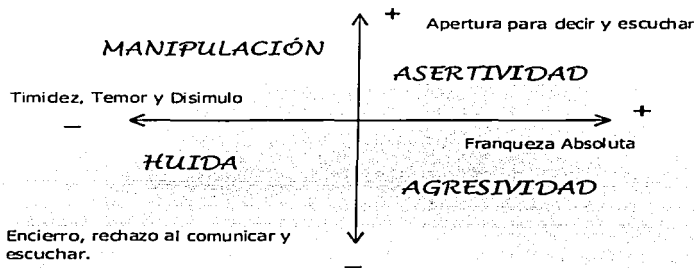 +
Apertura para decir y escuchar
MANIPULACIÓN
ASERTIVIDAD
Timidez, Temor y Disimulo
− +
Franqueza Absoluta
HUIDA
AGRESIVIDAD
Encierro, rechazo al comunicar y
escuchar.
−